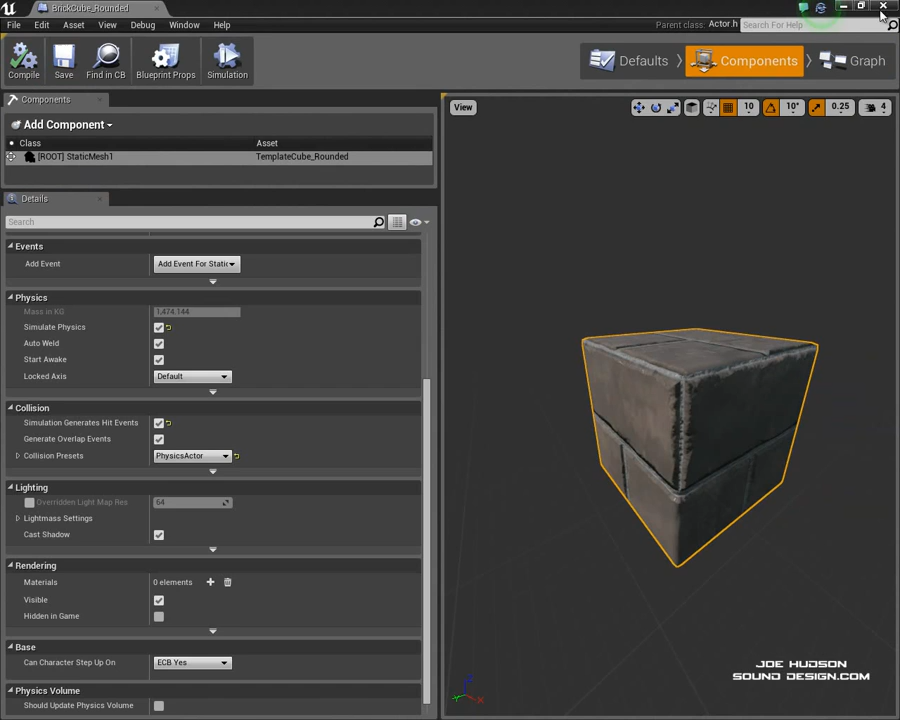 BrickCube_Rounded
File Edit Asset View Debug Window Help
Parent class: Actor.h Search For Help
Compile Save Find in CB Blueprint Props Simulation
Defaults Components Graph
Components
View 10 10° 0.25 4
Add Component
Class Asset
[ROOT] StaticMesh1 TemplateCube_Rounded
Details
Search
Events
Add Event Add Event For Static
Physics
Mass in KG 1,474.144
Simulate Physics
Auto Weld
Start Awake
Locked Axis Default
Collision
Simulation Generates Hit Events
Generate Overlap Events
Collision Presets PhysicsActor
Lighting
Overridden Light Map Res 64
Lightmass Settings
Cast Shadow
Rendering
Materials 0 elements
Visible
Hidden in Game
Base
Can Character Step Up On ECB Yes
Physics Volume
Should Update Physics Volume
JOE HUDSON
SOUND DESIGN.COM